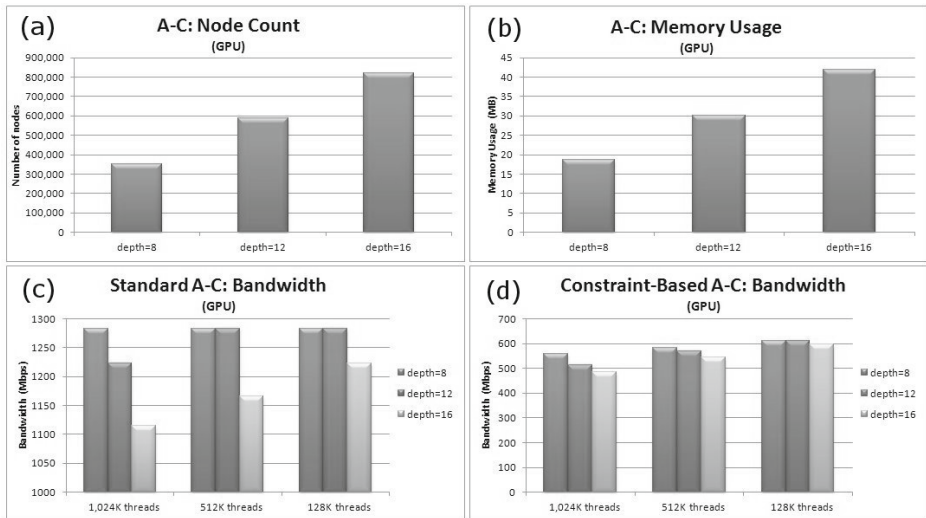 (a)
A-C: Node Count
(GPU)
Number of nodes
900,000
800,000
700,000
600,000
500,000
400,000
300,000
200,000
100,000
0
depth=8
depth=12
depth=16
(b)
A-C: Memory Usage
(GPU)
Memory Usage (MB)
45
40
35
30
25
20
15
10
5
0
depth=8
depth=12
depth=16
(c)
Standard A-C: Bandwidth
(GPU)
Bandwidth (Mbps)
1300
1250
1200
1150
1100
1050
1000
1,024K threads
512K threads
128K threads
depth=8
depth=12
depth=16
(d)
Constraint-Based A-C: Bandwidth
(GPU)
Bandwidth (Mbps)
700
600
500
400
300
200
100
0
1,024K threads
512K threads
128K threads
depth=8
depth=12
depth=16